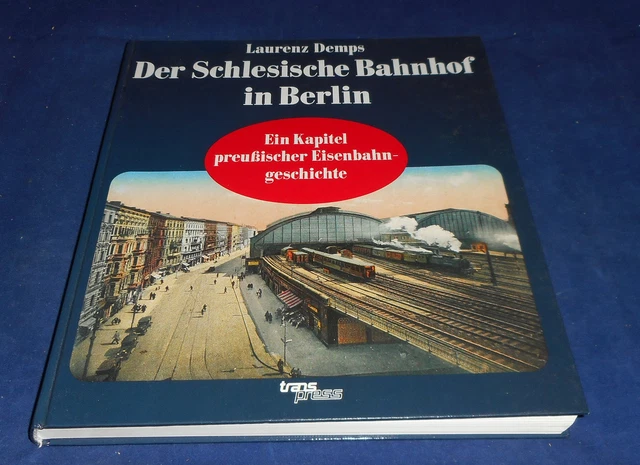 Laurenz Demps
Der Schlesische Bahnhof
in Berlin
Ein Kapitel
preußischer Eisenbahn-
geschichte
trans
press